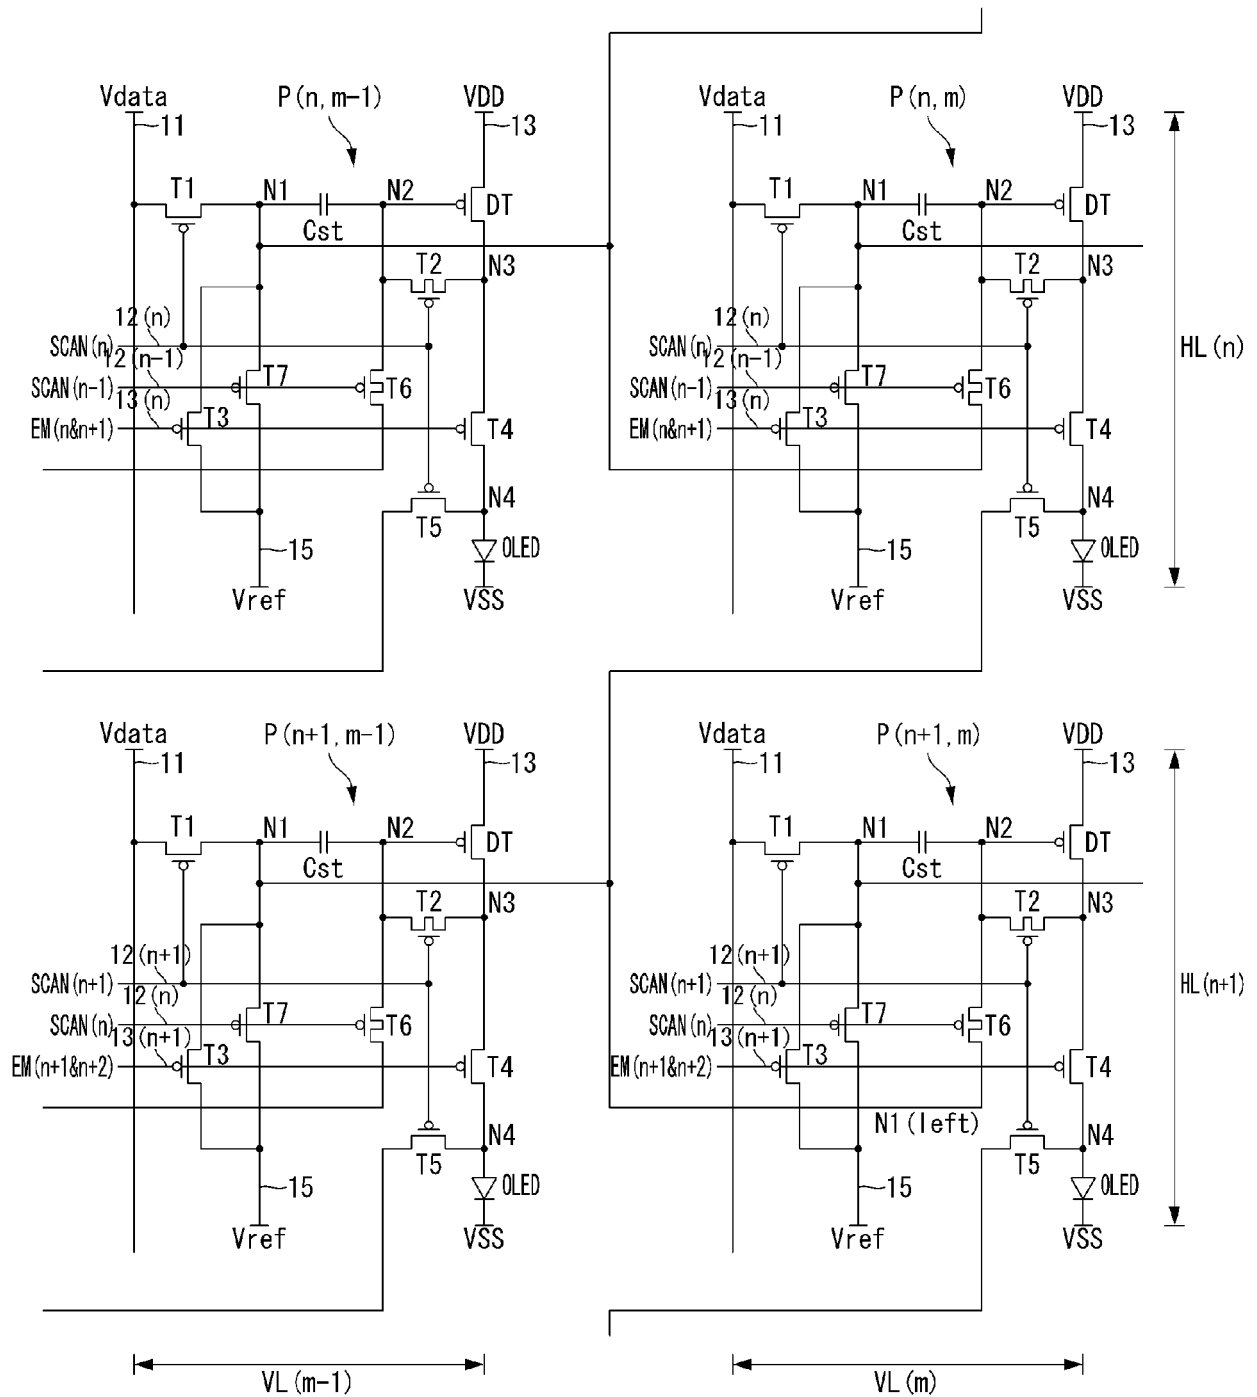 Vdata P(n,m-1) VDD Vdata P(n,m) VDD
11 13 11 13
T1 N1 N2 DT T1 N1 N2 DT
Cst Cst
T2 N3 T2 N3
12(n) 12(n)
SCAN(n) SCAN(n)
HL(n)
12(n-1) 12(n-1)
T7 T7
SCAN(n-1) T6 SCAN(n-1) T6
13(n) 13(n)
EM(n&n+1) T3 T4 EM(n&n+1) T3 T4
N4 N4
T5 T5
15 OLED 15 OLED
Vref VSS Vref VSS
Vdata P(n+1,m-1) VDD Vdata P(n+1,m) VDD
11 13 11 13
T1 N1 N2 DT T1 N1 N2 DT
Cst Cst
T2 N3 T2 N3
12(n+1) 12(n+1)
SCAN(n+1) SCAN(n+1) HL(n+1)
12(n) 12(n)
T7 T7
SCAN(n) T6 SCAN(n) T6
13(n+1) 13(n+1)
EM(n+1&n+2) T3 T4 EM(n+1&n+2) T3 T4
N1(left)
N4 N4
T5 T5
15 OLED 15 OLED
Vref VSS Vref VSS
VL(m-1) VL(m)